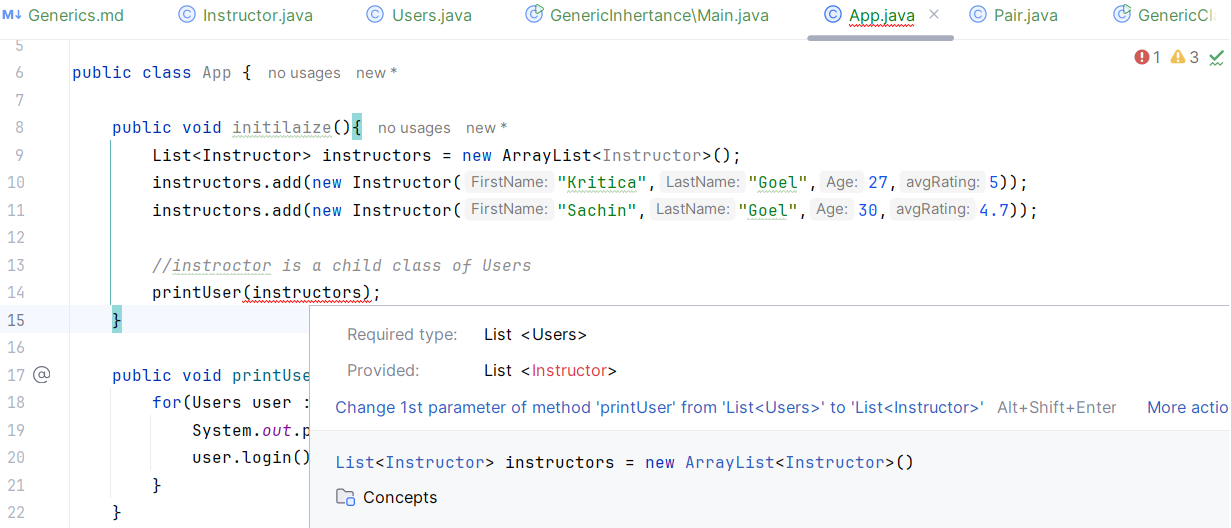 M↓ Generics.md Instructor.java Users.java GenericInhertance\Main.java App.java Pair.java GenericCl
5
6 public class App { no usages new *
7
8 public void initilaize(){ no usages new *
9 List<Instructor> instructors = new ArrayList<Instructor>();
10 instructors.add(new Instructor( FirstName: "Kritica", LastName: "Goel", Age: 27, avgRating: 5));
11 instructors.add(new Instructor( FirstName: "Sachin", LastName: "Goel", Age: 30, avgRating: 4.7));
12
13 //instroctor is a child class of Users
14 printUser(instructors);
15 }
16
17 @ public void printUse
18 for(Users user :
19 System.out.p
20 user.login()
21 }
22 }
1 3
Required type: List <Users>
Provided: List <Instructor>
Change 1st parameter of method 'printUser' from 'List<Users>' to 'List<Instructor>' Alt+Shift+Enter More actio
List<Instructor> instructors = new ArrayList<Instructor>()
Concepts